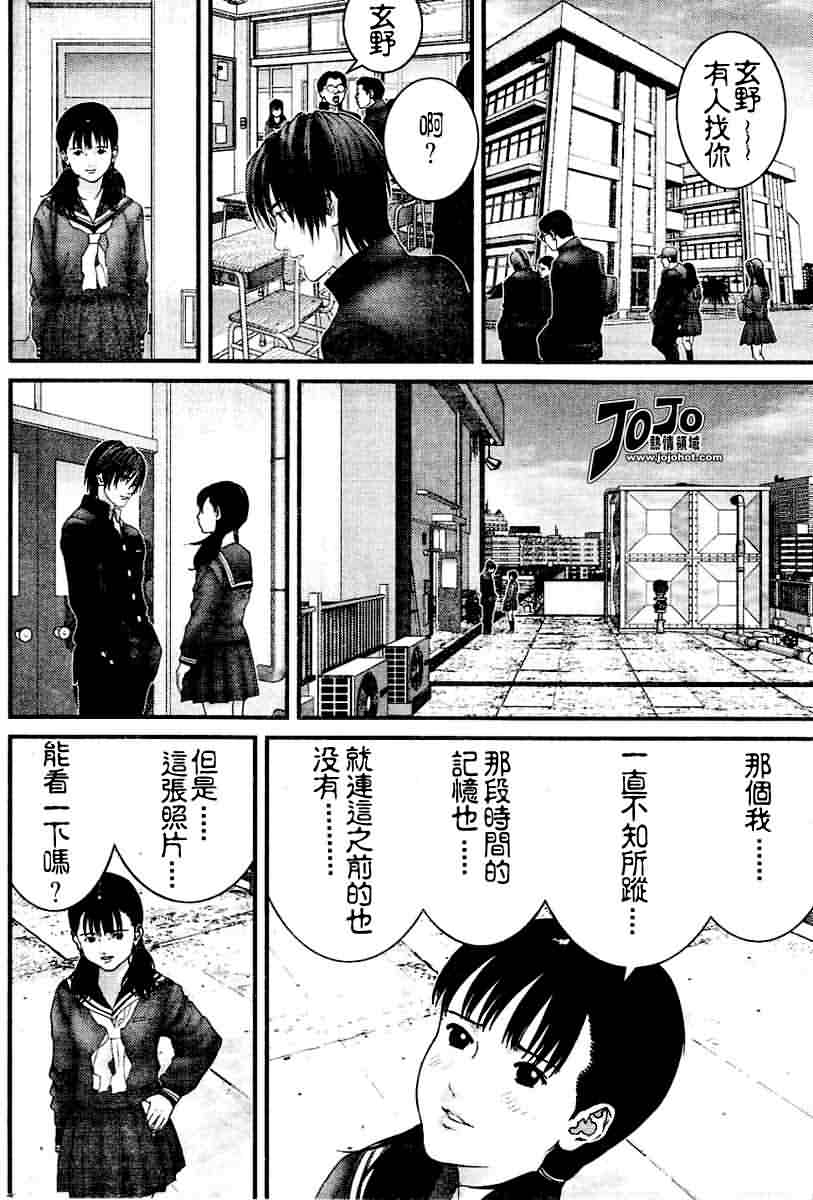 玄野～～
有人找你
玄野
啊？
JOJO
熱情領域
www.jojohot.com
那個我……
一直不知所蹤……
那段時間的
記憶也……
就連這之前的也
没有…………
但是……
這張照片……
能看一下嗎？